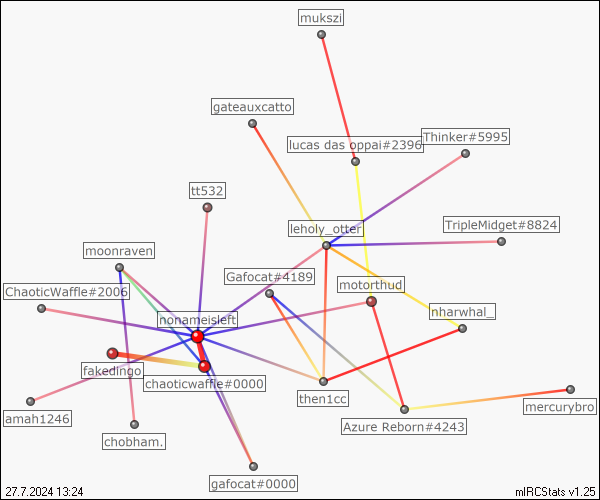 mukszi
gateauxcatto
lucas das oppai#2396
Thinker#5995
tt532
leholy_otter
TripleMidget#8824
moonraven
Gafocat#4189
motorthud
ChaoticWaffle#2006
nonameisleft
nharwhal_
fakedingo
chaoticwaffle#0000
then1cc
mercurybro
amah1246
Azure Reborn#4243
chobham.
gafocat#0000
27.7.2024 13:24
mIRCStats v1.25